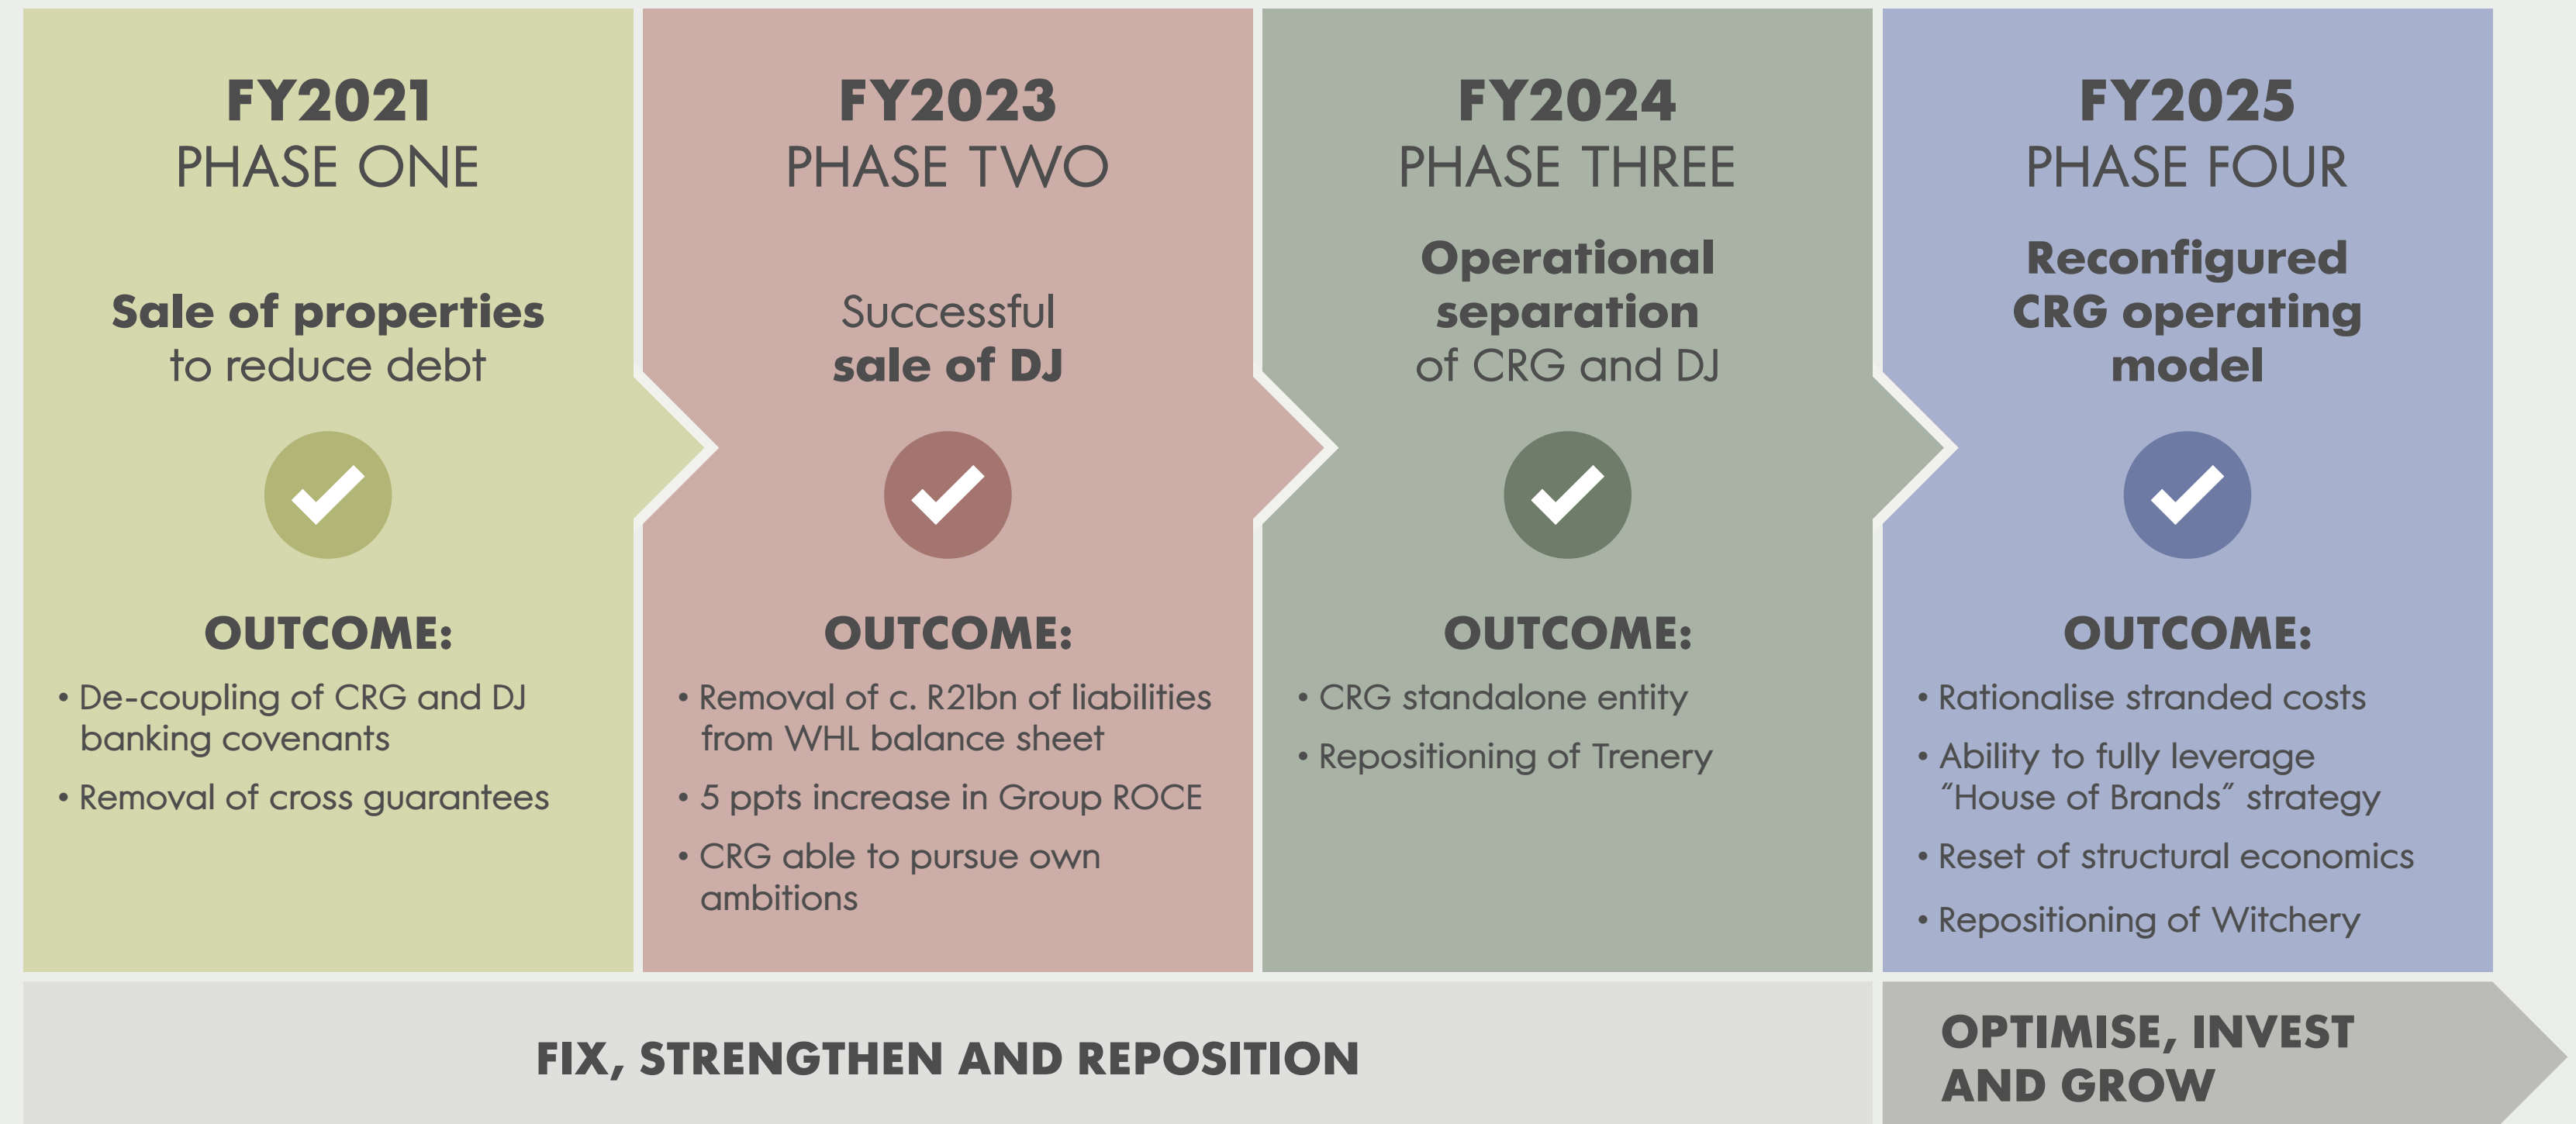 FY2021
PHASE ONE
Sale of properties
to reduce debt
OUTCOME:
• De-coupling of CRG and DJ
banking covenants
• Removal of cross guarantees
FY2023
PHASE TWO
Successful
sale of DJ
OUTCOME:
• Removal of c. R21bn of liabilities
from WHL balance sheet
• 5 ppts increase in Group ROCE
• CRG able to pursue own
ambitions
FY2024
PHASE THREE
Operational
separation
of CRG and DJ
OUTCOME:
• CRG standalone entity
• Repositioning of Trenery
FY2025
PHASE FOUR
Reconfigured
CRG operating
model
OUTCOME:
• Rationalise stranded costs
• Ability to fully leverage
“House of Brands” strategy
• Reset of structural economics
• Repositioning of Witchery
FIX, STRENGTHEN AND REPOSITION
OPTIMISE, INVEST
AND GROW